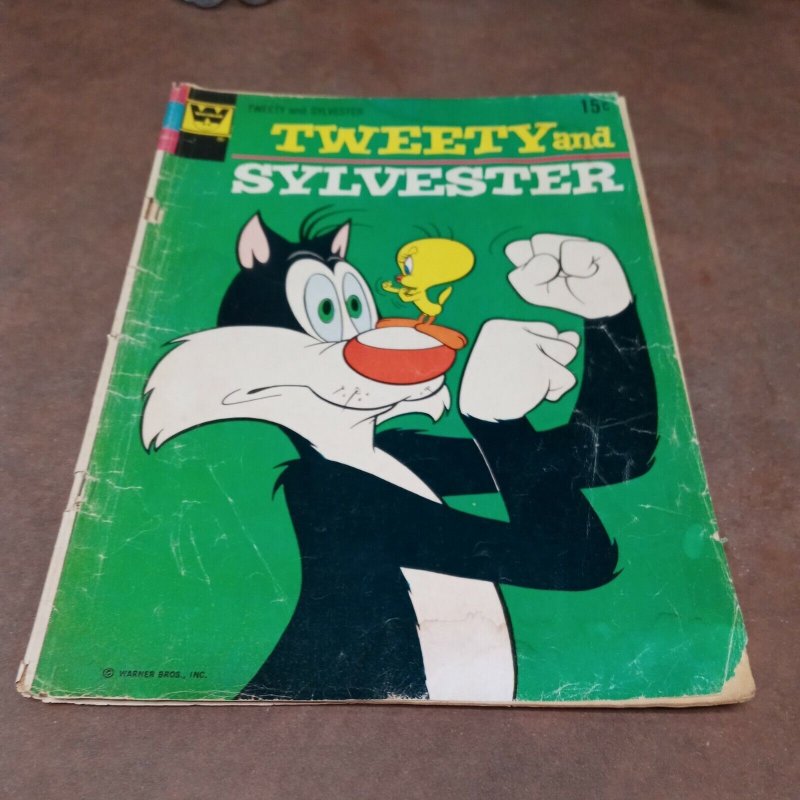 W
TWEETY and SYLVESTER
15¢
TWEETY and
SYLVESTER
© WARNER BROS., INC.